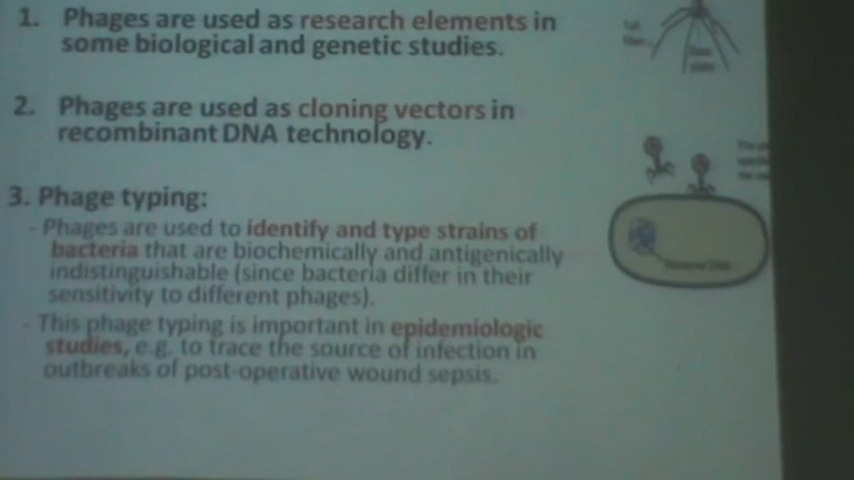 1. Phages are used as research elements in
some biological and genetic studies.
2. Phages are used as cloning vectors in
recombinant DNA technology.
3. Phage typing:
- Phages are used to identify and type strains of
bacteria that are biochemically and antigenically
indistinguishable (since bacteria differ in their
sensitivity to different phages).
- This phage typing is important in epidemiologic
studies, e.g. to trace the source of infection in
outbreaks of post-operative wound sepsis.
Tail
plate